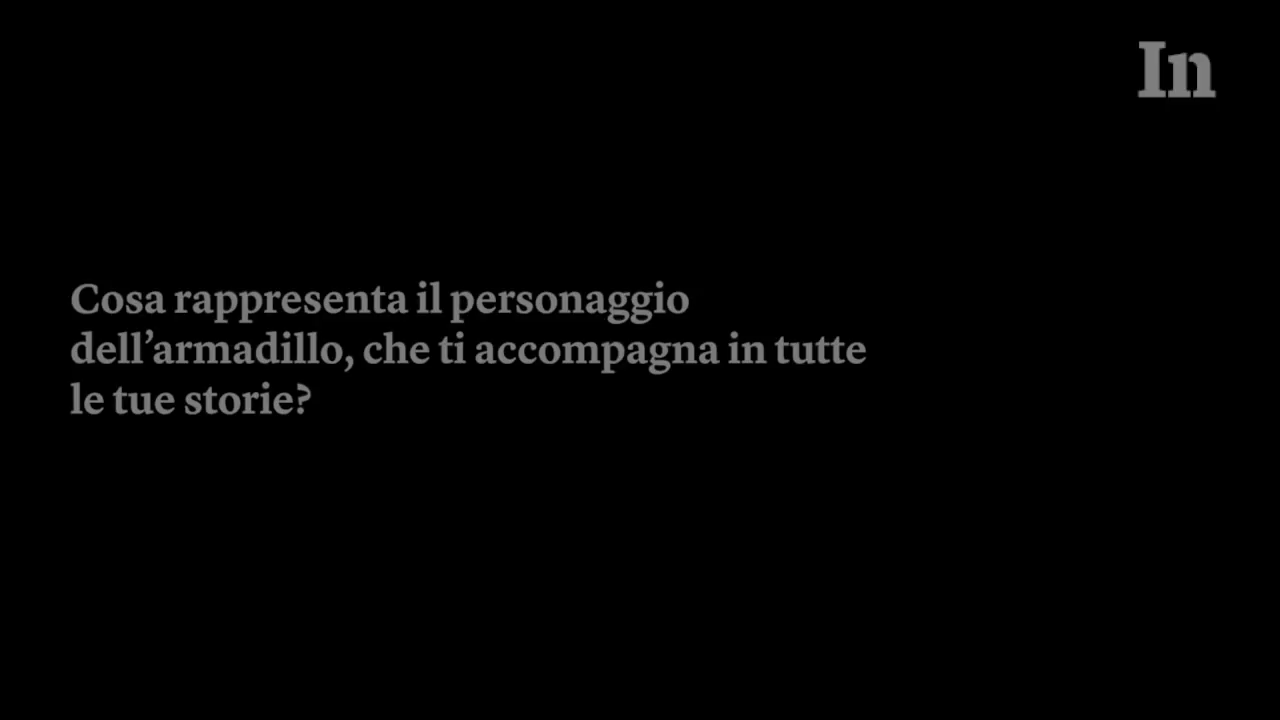 In
Cosa rappresenta il personaggio
dell’armadillo, che ti accompagna in tutte
le tue storie?